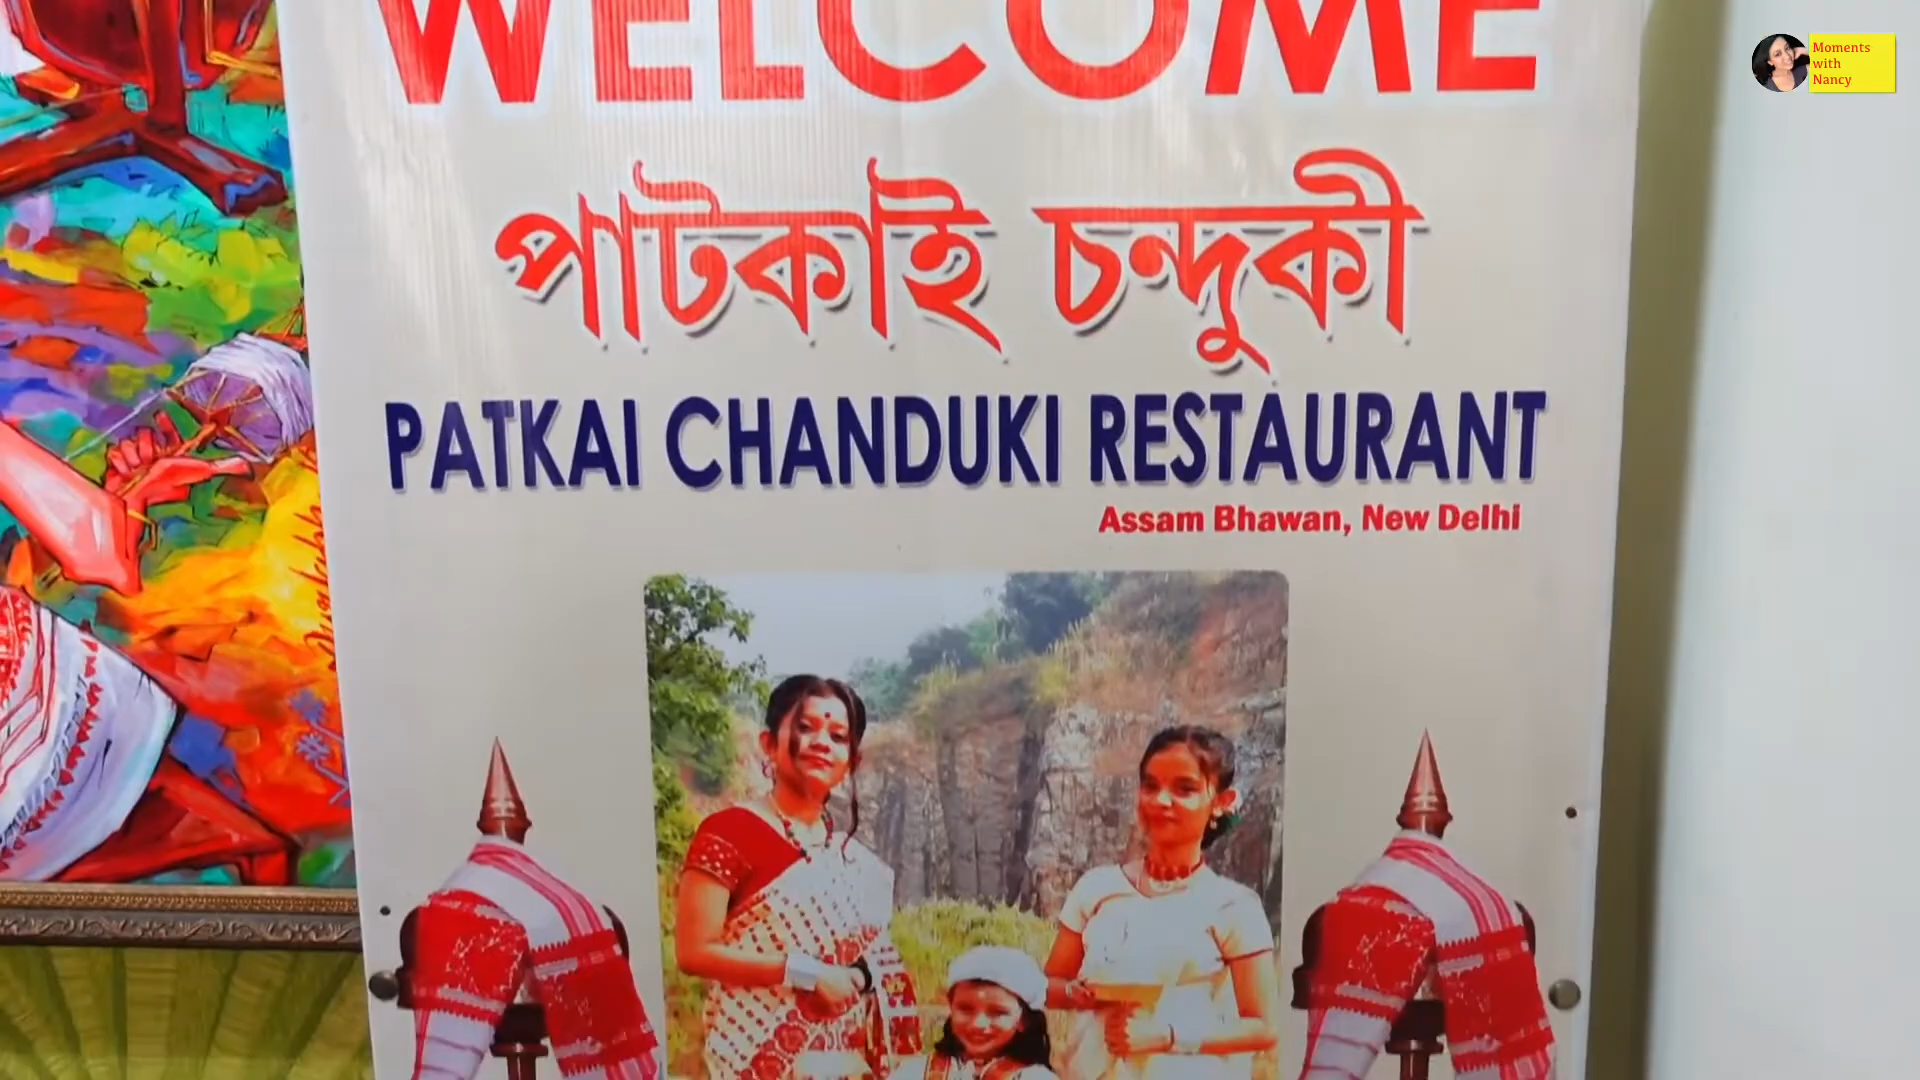 WELCOME
পাটকাই চন্দুকী
PATKAI CHANDUKI RESTAURANT
Assam Bhawan, New Delhi
Moments
with
Nancy